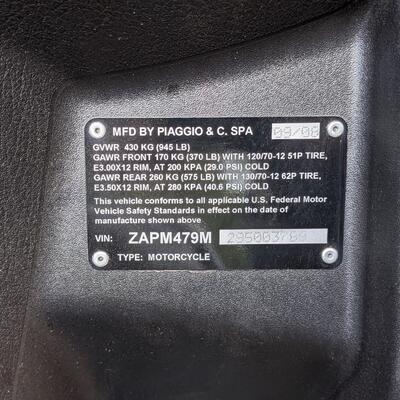 MFD BY PIAGGIO & C. SPA 09/08
GVWR 430 KG (945 LB)
GAWR FRONT 170 KG (370 LB) WITH 120/70-12 51P TIRE,
E3.00X12 RIM, AT 200 KPA (29.0 PSI) COLD
GAWR REAR 260 KG (575 LB) WITH 130/70-12 62P TIRE,
E3.50X12 RIM, AT 280 KPA (40.6 PSI) COLD
This vehicle conforms to all applicable U.S. Federal Motor
Vehicle Safety Standards in effect on the date of
manufacture shown above
VIN: ZAPM479M
TYPE: MOTORCYCLE